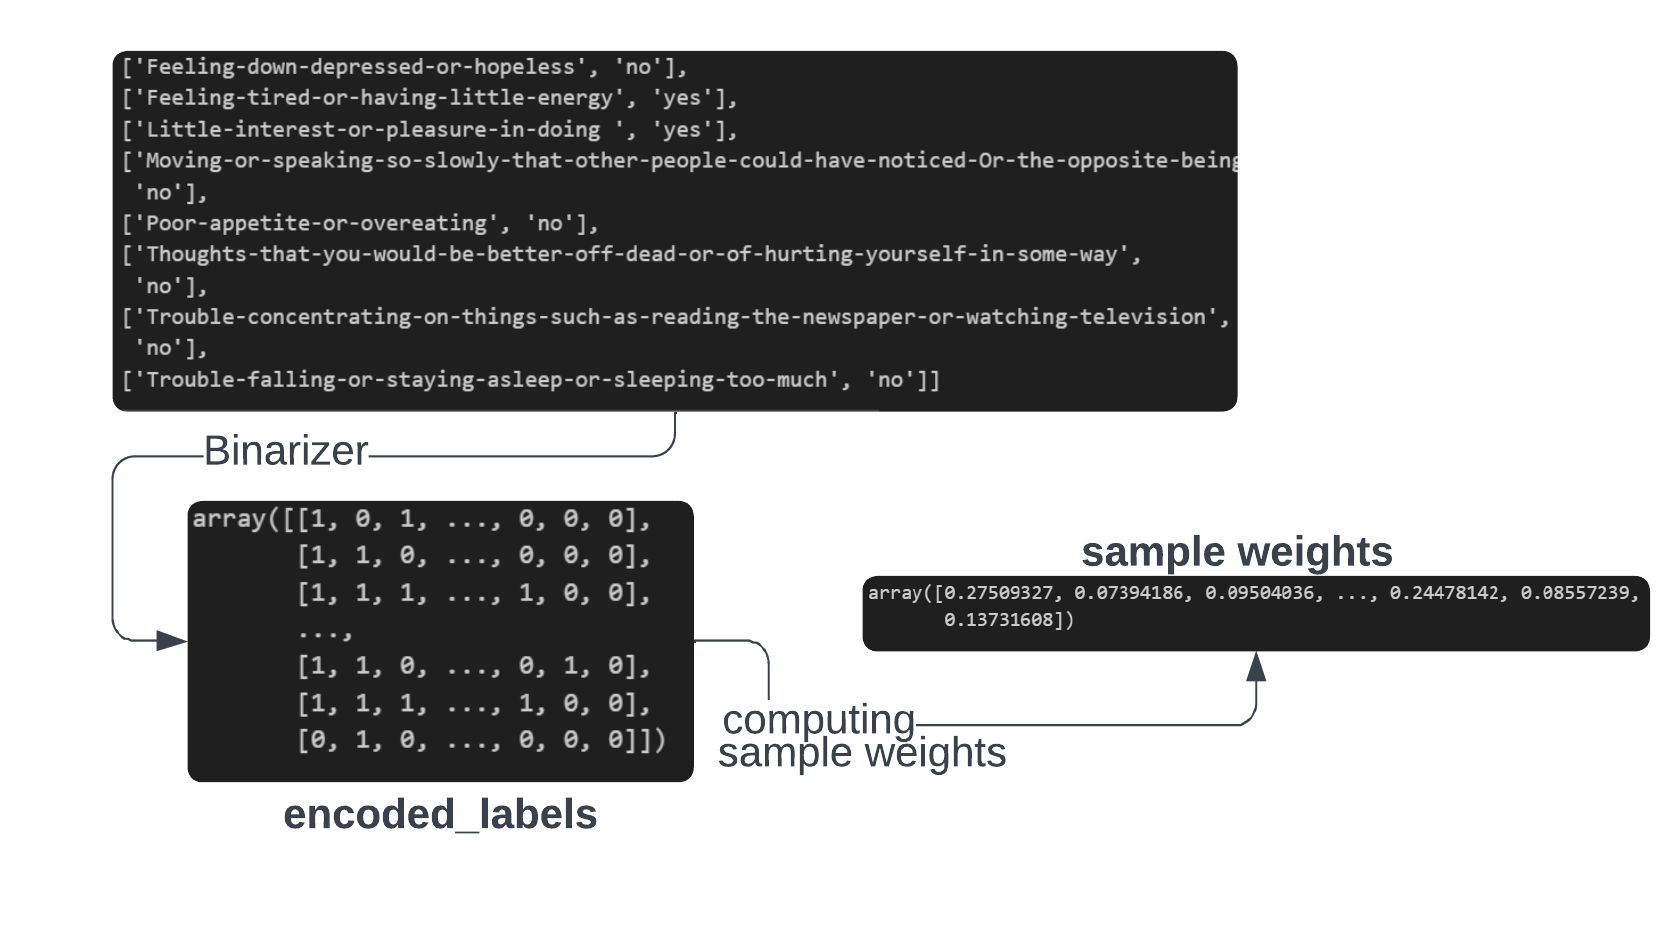 ['Feeling-down-depressed-or-hopeless', 'no'],
['Feeling-tired-or-having-little-energy', 'yes'],
['Little-interest-or-pleasure-in-doing ', 'yes'],
['Moving-or-speaking-so-slowly-that-other-people-could-have-noticed-Or-the-opposite-being
'no'],
['Poor-appetite-or-overeating', 'no'],
['Thoughts-that-you-would-be-better-off-dead-or-of-hurting-yourself-in-some-way',
'no'],
['Trouble-concentrating-on-things-such-as-reading-the-newspaper-or-watching-television',
'no'],
['Trouble-falling-or-staying-asleep-or-sleeping-too-much', 'no']]
Binarizer
array([[1, 0, 1, ..., 0, 0, 0],
[1, 1, 0, ..., 0, 0, 0],
[1, 1, 1, ..., 1, 0, 0],
...,
[1, 1, 0, ..., 0, 1, 0],
[1, 1, 1, ..., 1, 0, 0],
[0, 1, 0, ..., 0, 0, 0]])
encoded_labels
computing
sample weights
sample weights
array([0.27509327, 0.07394186, 0.09504036, ..., 0.24478142, 0.08557239,
0.13731608])